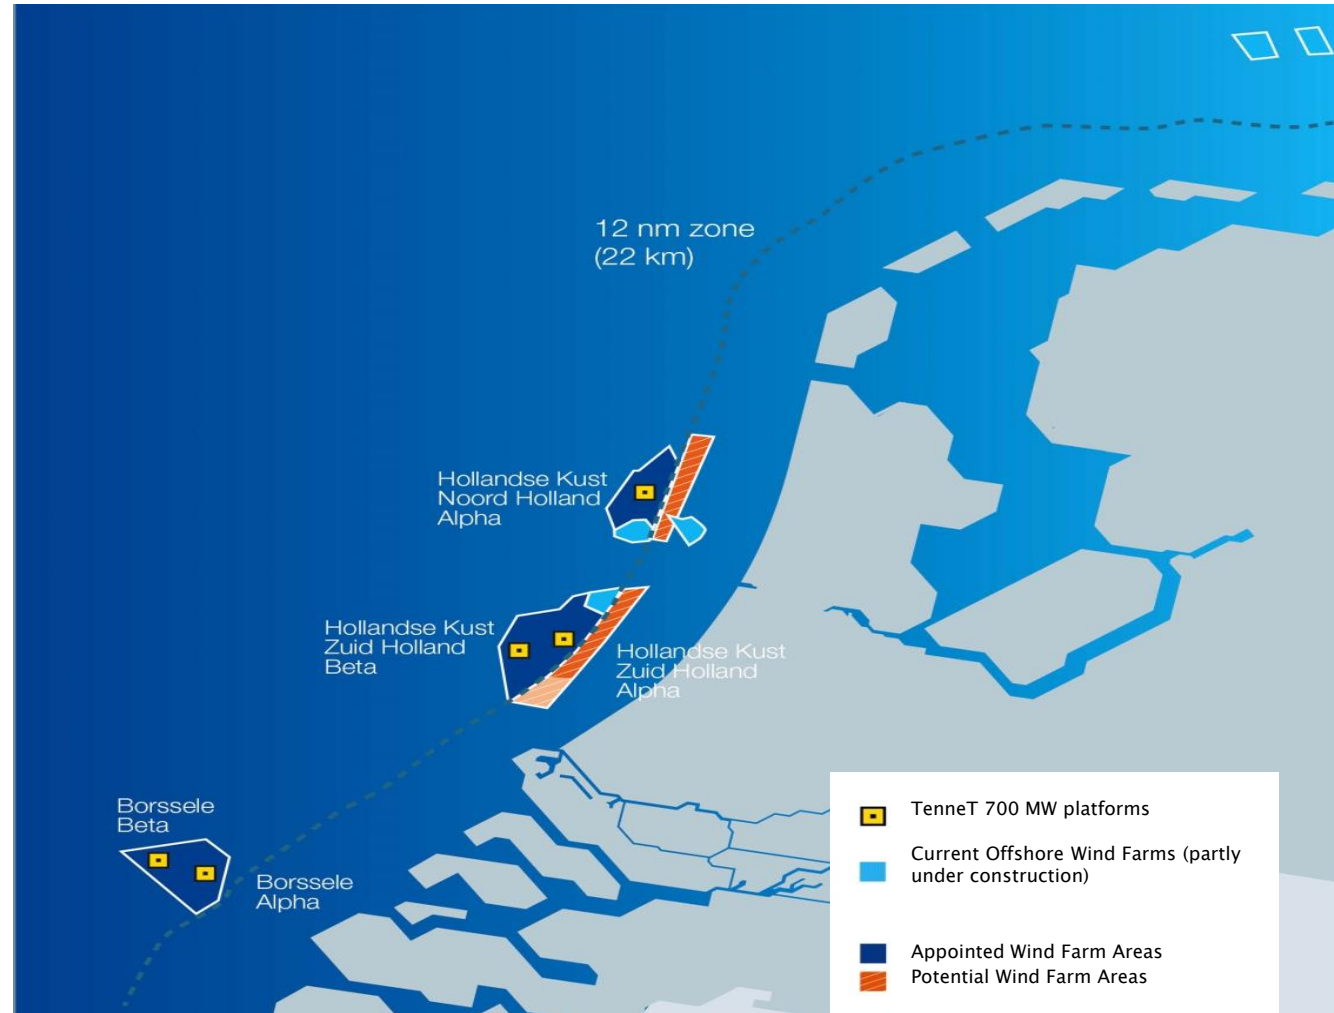 12 nm zone
(22 km)
Hollandse Kust
Noord Holland
Alpha
Hollandse Kust
Zuid Holland
Beta
Hollandse Kust
Zuid Holland
Alpha
Borssele
Beta
Borssele
Alpha
TenneT 700 MW platforms
Current Offshore Wind Farms (partly
under construction)
Appointed Wind Farm Areas
Potential Wind Farm Areas